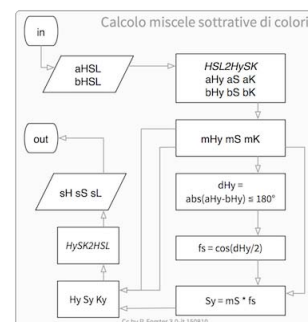 Calcolo miscele sottrative di colori
in
aHSL
bHSL
HSL2HySK
aHy aS aK
bHy bS bK
out
mHy mS mK
sH sS sL
dHy =
abs(aHy-bHy) ≤ 180°
HySK2HSL
fs = cos(dHy/2)
Hy Sy Ky
Sy = mS * fs